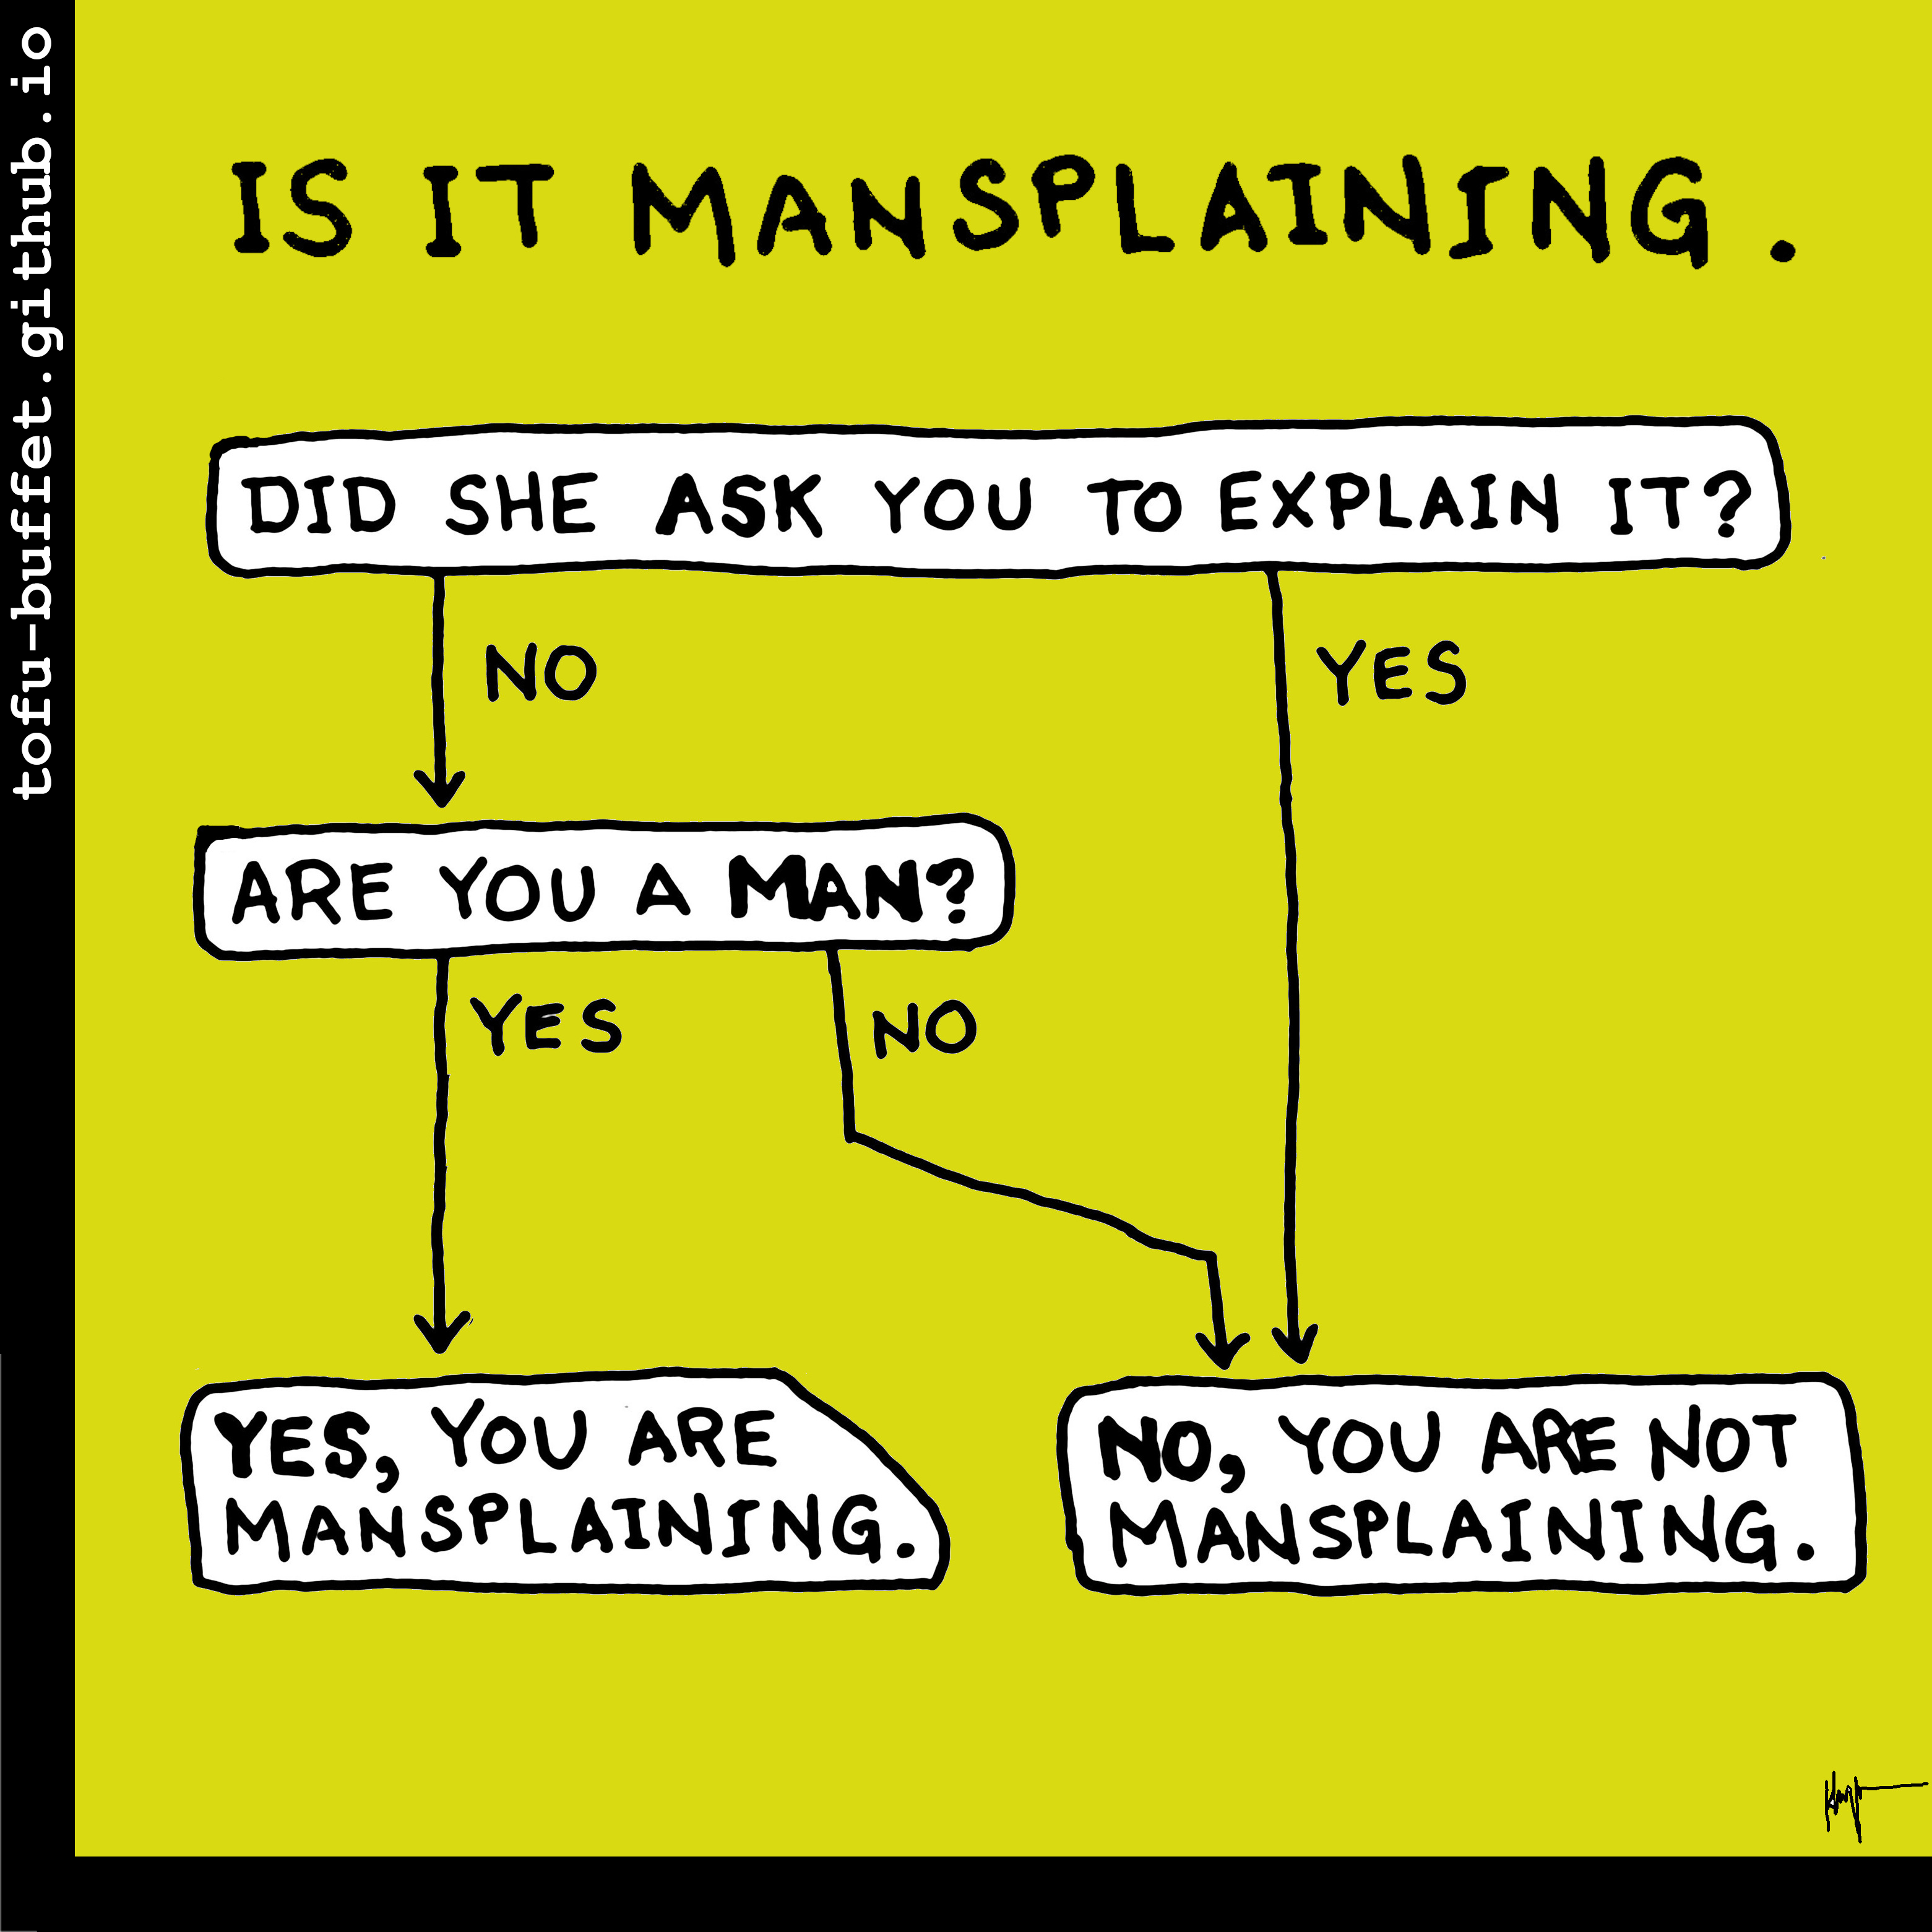 tofu-buffet.github.io
IS IT MANSPLAINING.
DID SHE ASK YOU TO EXPLAIN IT?
NO
YES
ARE YOU A MAN?
YES
NO
YES, YOU ARE
MANSPLAINING.
NO, YOU ARE NOT
MANSPLAINING.